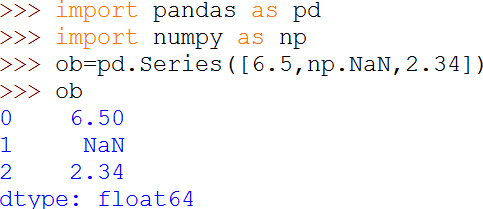 >>> import pandas as pd
>>> import numpy as np
>>> ob=pd.Series([6.5,np.NaN,2.34])
>>> ob
0    6.50
1     NaN
2    2.34
dtype: float64